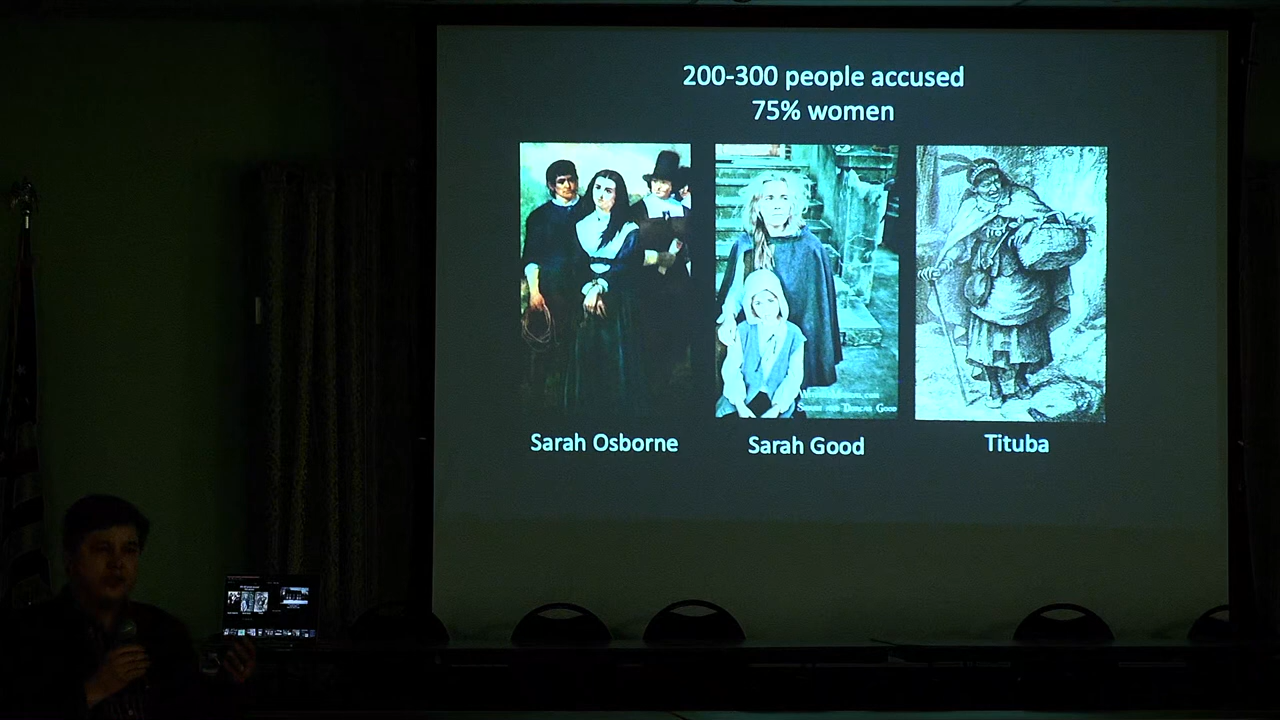 200-300 people accused
75% women
Sarah Osborne
Sarah Good
Tituba